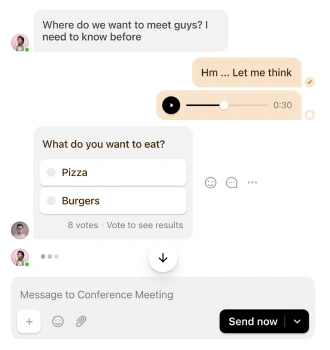 Where do we want to meet guys? I
need to know before
Hm ... Let me think
0:30
What do you want to eat?
Pizza
Burgers
8 votes · Vote to see results
Message to Conference Meeting
Send now